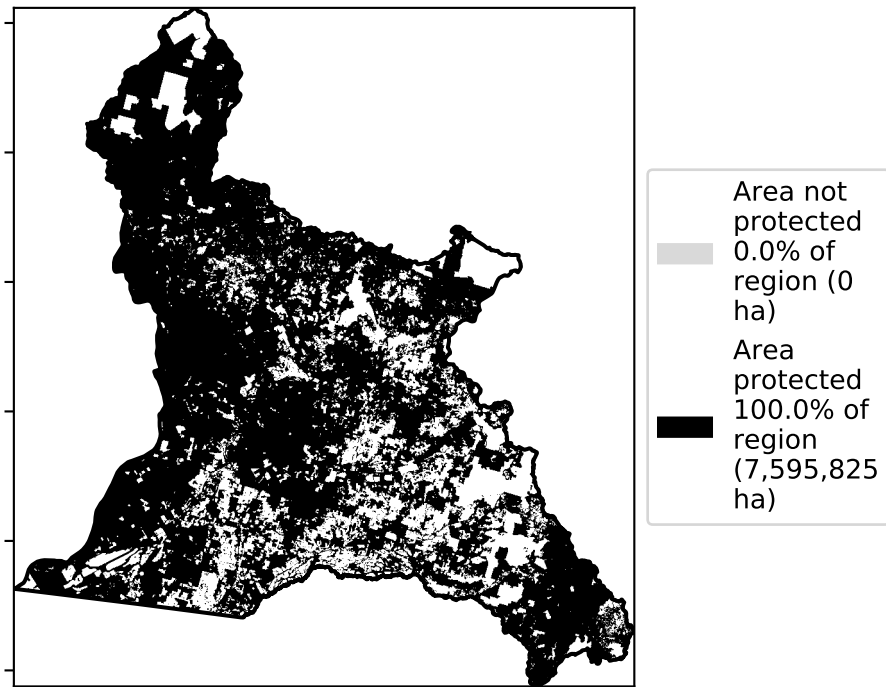 Area not
protected
0.0% of
region (0
ha)
Area
protected
100.0% of
region
(7,595,825
ha)